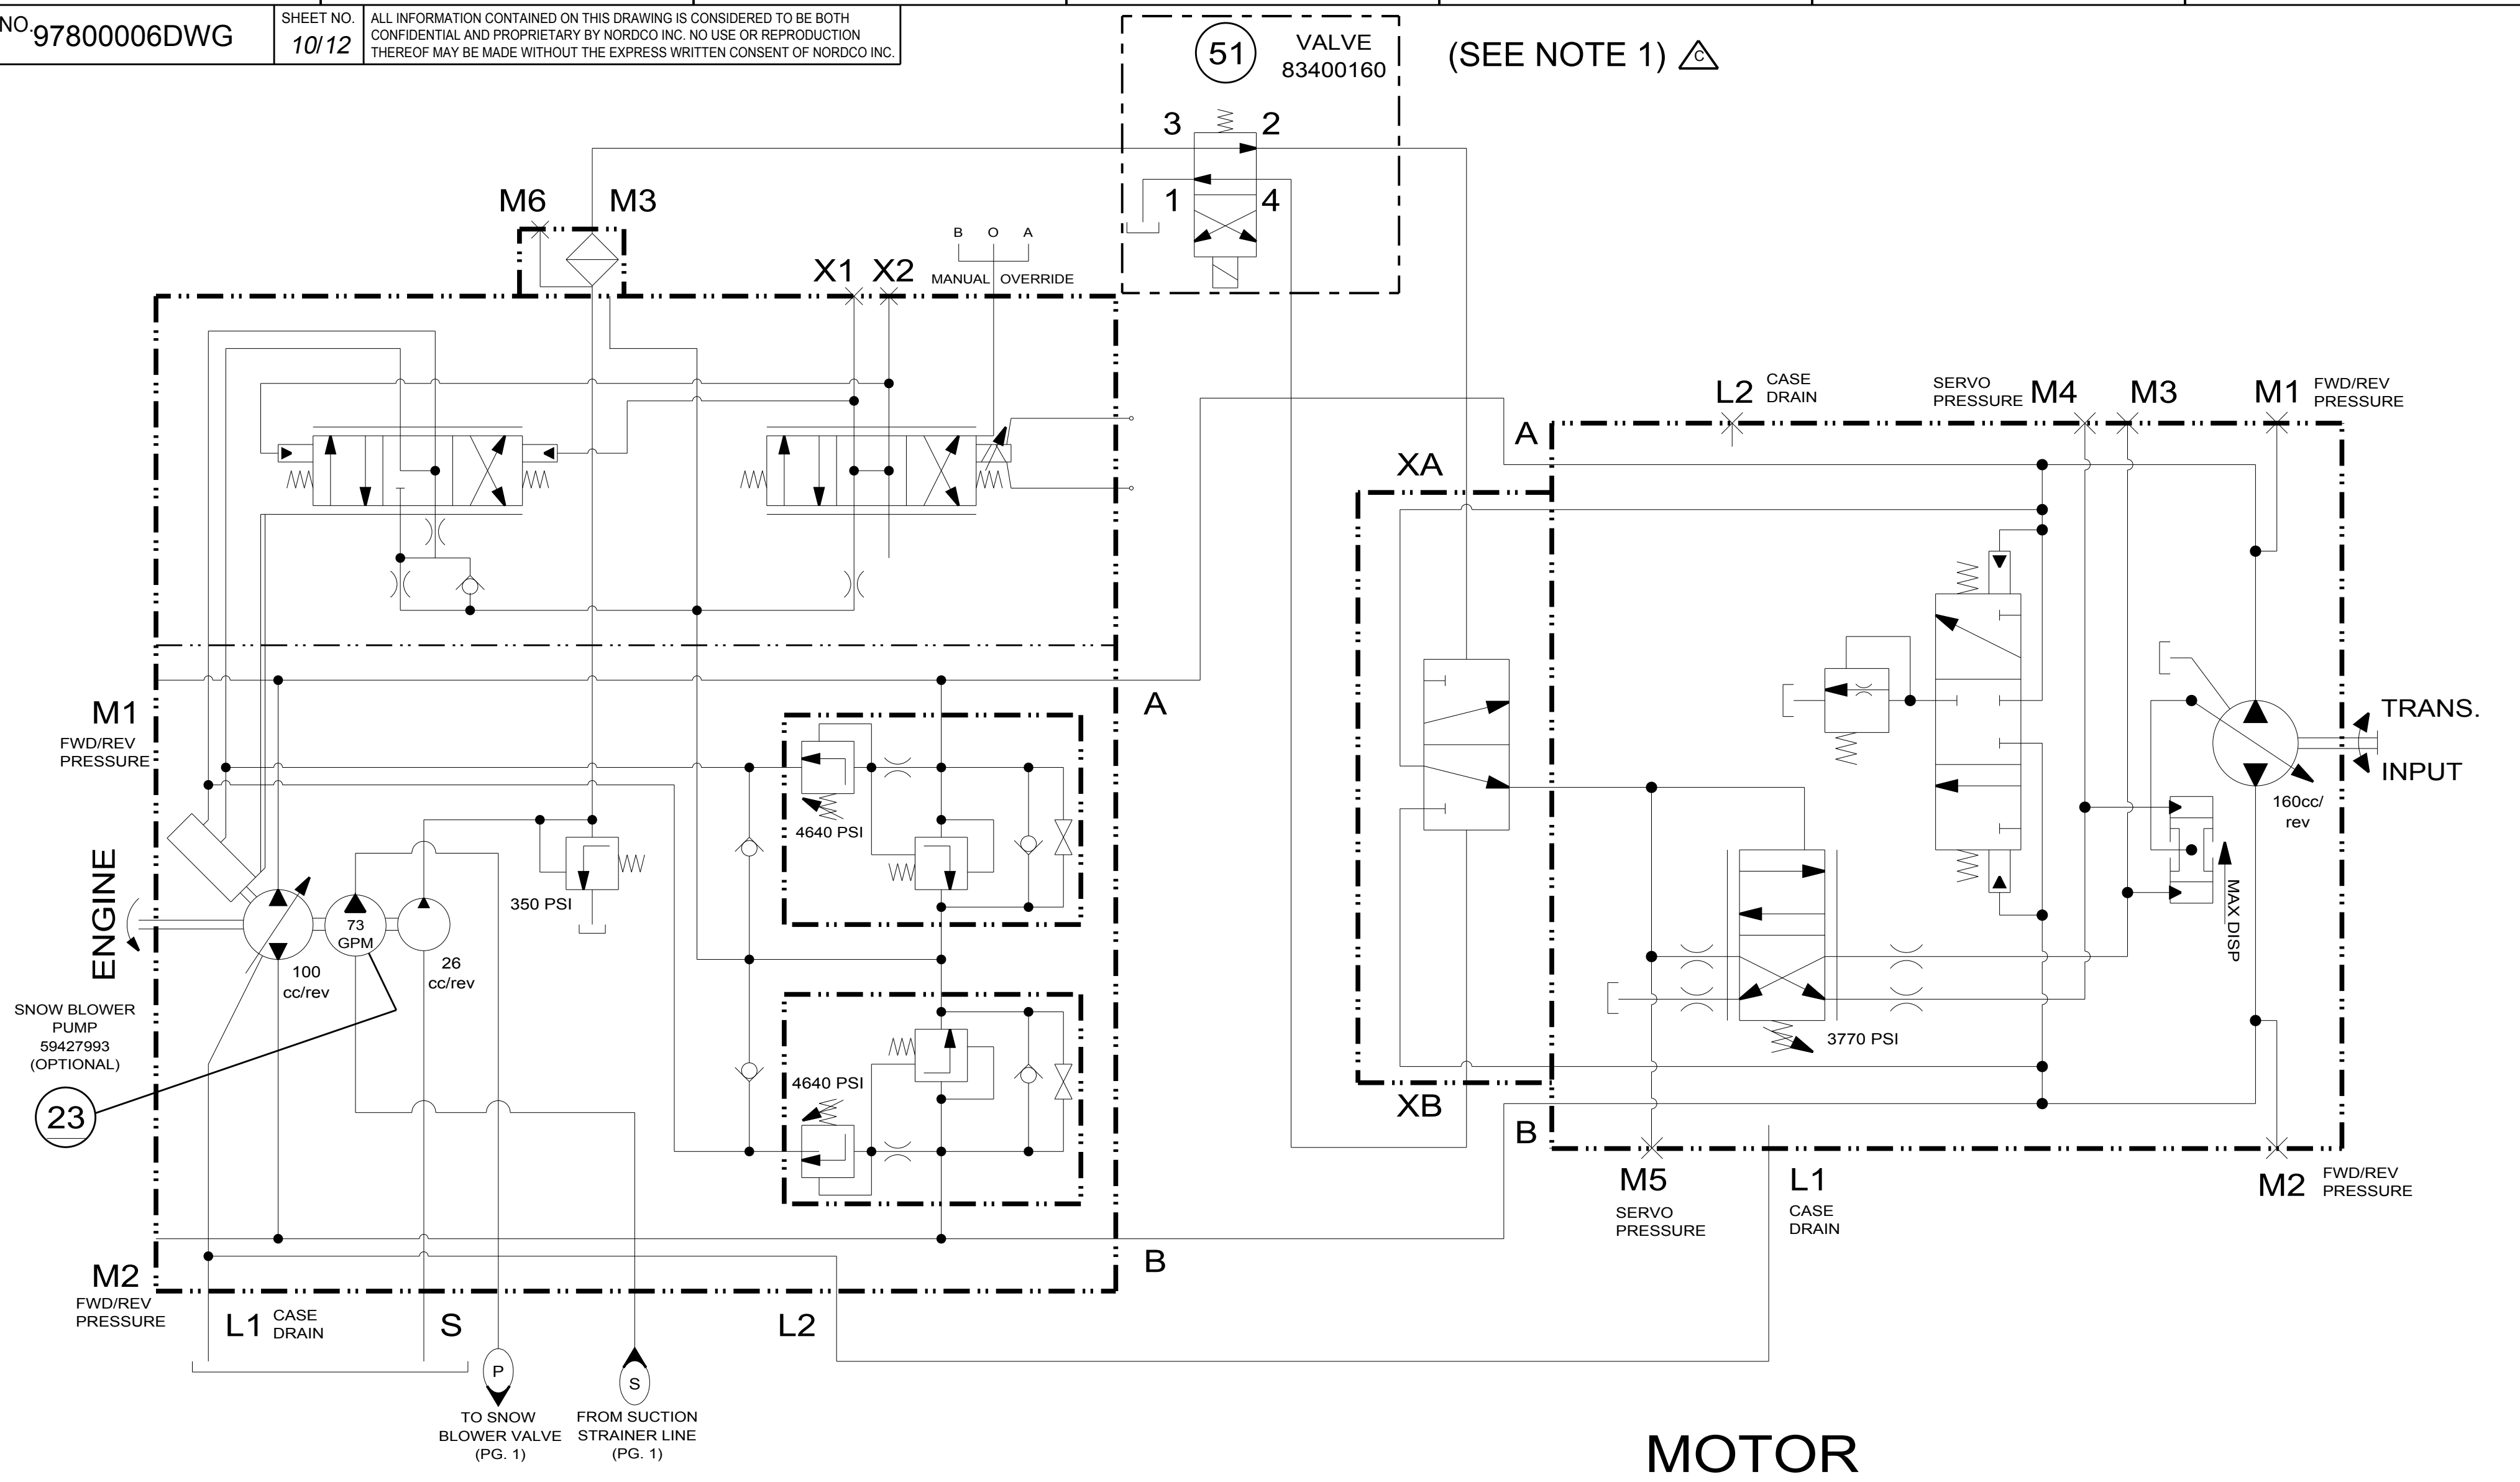 NO. 97800006DWG
SHEET NO.
10/12
ALL INFORMATION CONTAINED ON THIS DRAWING IS CONSIDERED TO BE BOTH
CONFIDENTIAL AND PROPRIETARY BY NORDCO INC. NO USE OR REPRODUCTION
THEREOF MAY BE MADE WITHOUT THE EXPRESS WRITTEN CONSENT OF NORDCO INC.
51
VALVE
83400160
(SEE NOTE 1) C
3 2
1 4
M6 M3
B O A
X1 X2
MANUAL OVERRIDE
L2
CASE
DRAIN
SERVO
PRESSURE
M4
M3
M1
FWD/REV
PRESSURE
A
XA
A
M1
FWD/REV
PRESSURE
TRANS.
INPUT
160cc/
rev
4640 PSI
ENGINE
350 PSI
73
GPM
100
cc/rev
26
cc/rev
MAX DISP
SNOW BLOWER
PUMP
59427993
(OPTIONAL)
23
3770 PSI
4640 PSI
XB
B
M5
SERVO
PRESSURE
L1
CASE
DRAIN
M2
FWD/REV
PRESSURE
B
M2
FWD/REV
PRESSURE
L1
CASE
DRAIN
S
L2
P
S
TO SNOW
BLOWER VALVE
(PG. 1)
FROM SUCTION
STRAINER LINE
(PG. 1)
MOTOR